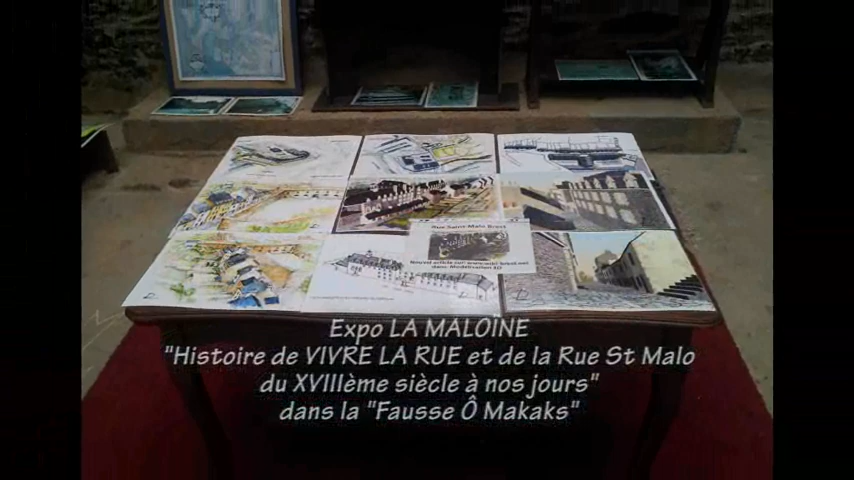 Rue Saint-Malo Brest
Expo LA MALOINE
"Histoire de VIVRE LA RUE et de la Rue St Malo
du XVIIIème siècle à nos jours"
dans la "Fausse Ô Makaks"